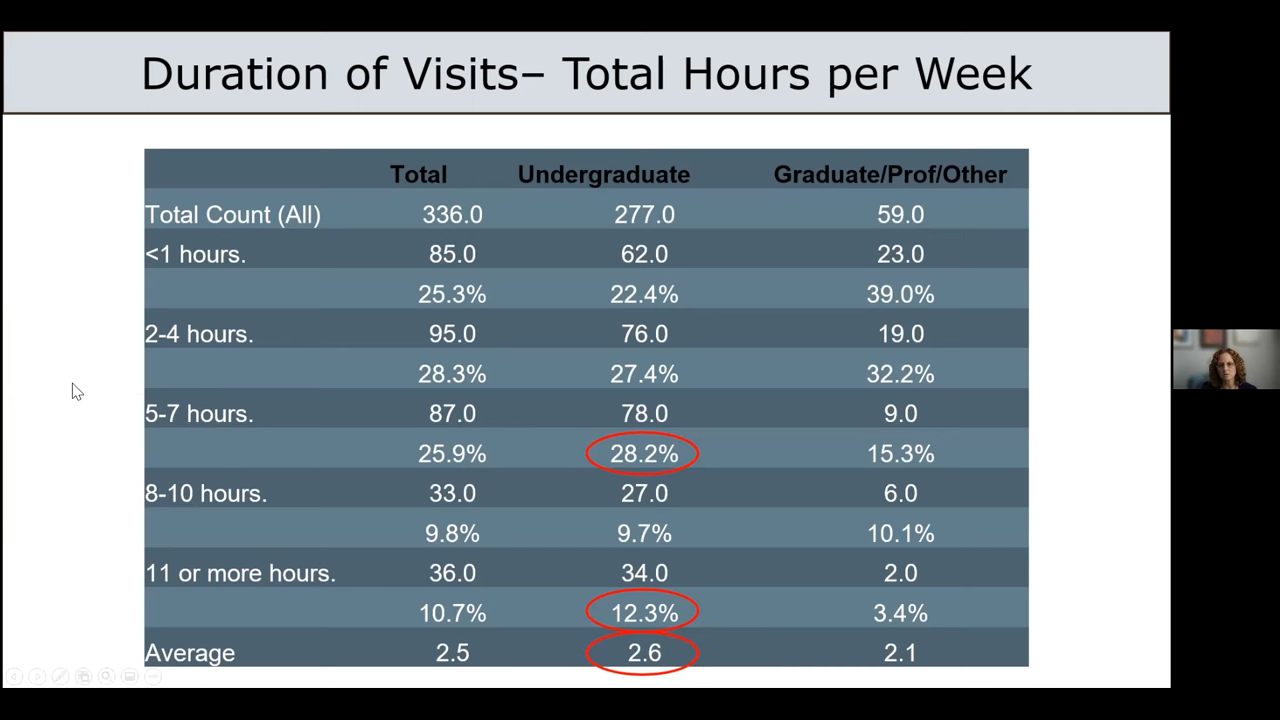 Duration of Visits– Total Hours per Week
Total Undergraduate Graduate/Prof/Other
Total Count (All) 336.0 277.0 59.0
<1 hours. 85.0 62.0 23.0
25.3% 22.4% 39.0%
2-4 hours. 95.0 76.0 19.0
28.3% 27.4% 32.2%
5-7 hours. 87.0 78.0 9.0
25.9% 28.2% 15.3%
8-10 hours. 33.0 27.0 6.0
9.8% 9.7% 10.1%
11 or more hours. 36.0 34.0 2.0
10.7% 12.3% 3.4%
Average 2.5 2.6 2.1